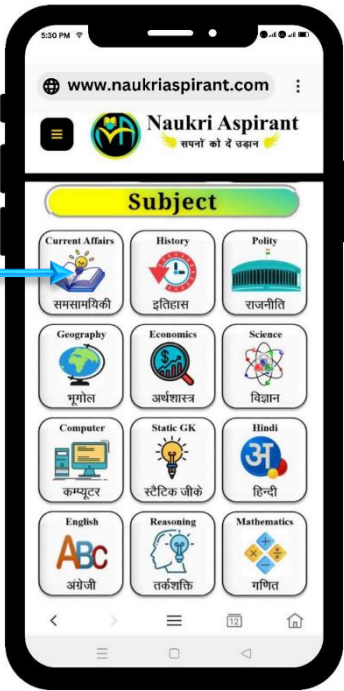 5:30 PM
www.naukriaspirant.com
Naukri Aspirant
सपनों को दें उड़ान
Subject
Current Affairs History Polity
समसामयिकी इतिहास राजनीति
Geography Economics Science
भूगोल अर्थशास्त्र विज्ञान
Computer Static GK Hindi
अ
कम्प्यूटर स्टैटिक जीके हिन्दी
English Reasoning Mathematics
ABC
अंग्रेजी तर्कशक्ति गणित
12